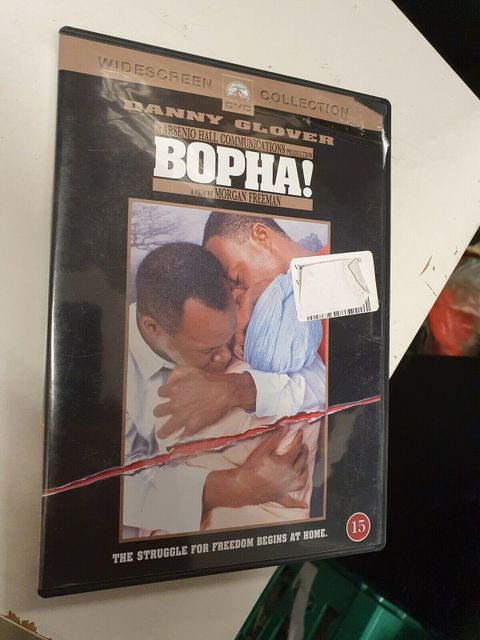 WIDESCREEN COLLECTION
DVD
DANNY GLOVER
ARSENIO HALL COMMUNICATIONS PRODUCTION
BOPHA!
A FILM BY MORGAN FREEMAN
THE STRUGGLE FOR FREEDOM BEGINS AT HOME.
15